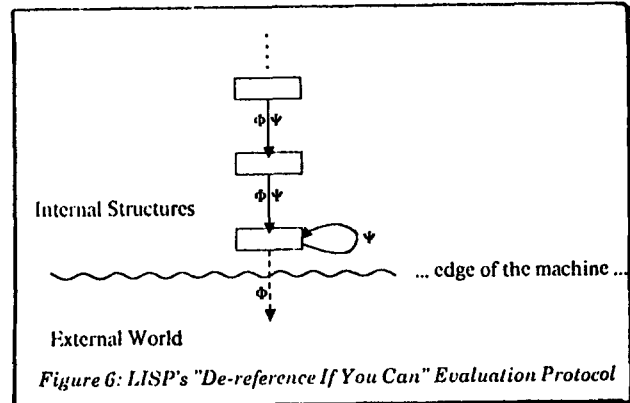 Φ Ψ
Φ Ψ
Internal Structures
Ψ
... edge of the machine ...
Φ
External World
Figure 6: LISP's "De-reference If You Can" Evaluation Protocol